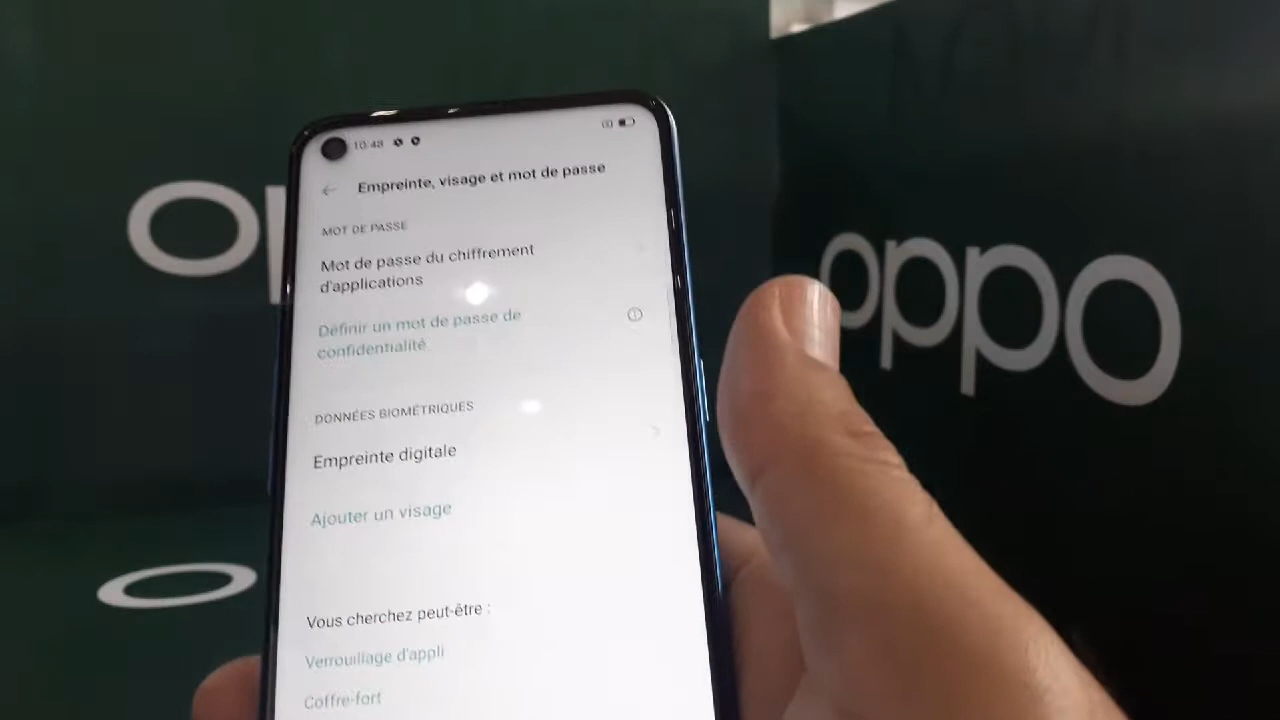 10:48
Empreinte, visage et mot de passe
MOT DE PASSE
Mot de passe du chiffrement
d'applications
Définir un mot de passe de
confidentialité
DONNÉES BIOMÉTRIQUES
Empreinte digitale
Ajouter un visage
Vous cherchez peut-être :
Verrouillage d'appli
Coffre-fort
op
oppo
o